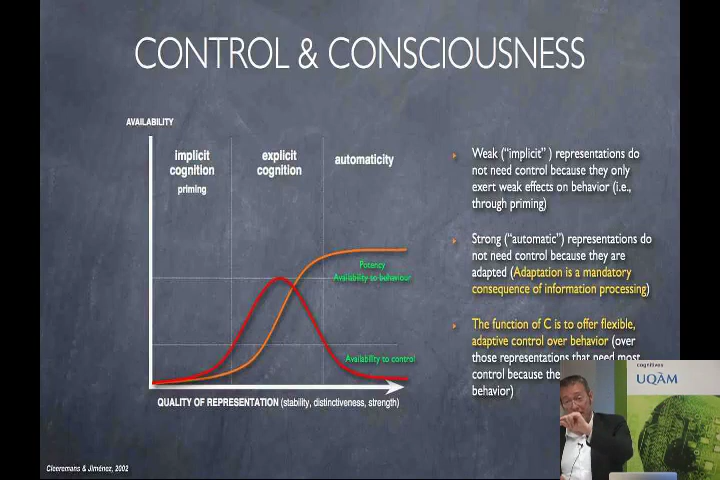 CONTROL & CONSCIOUSNESS
AVAILABILITY
implicit
cognition
priming
explicit
cognition
automaticity
Potency
Availability to behaviour
Availability to control
QUALITY OF REPRESENTATION (stability, distinctiveness, strength)
Weak ("implicit" ) representations do
not need control because they only
exert weak effects on behavior (i.e.,
through priming)
Strong ("automatic") representations do
not need control because they are
adapted (Adaptation is a mandatory
consequence of information processing)
The function of C is to offer flexible,
adaptive control over behavior (over
those representations that need most
control because the
behavior)
Cleeremans & Jiménez, 2002
cognitives
UQÀM